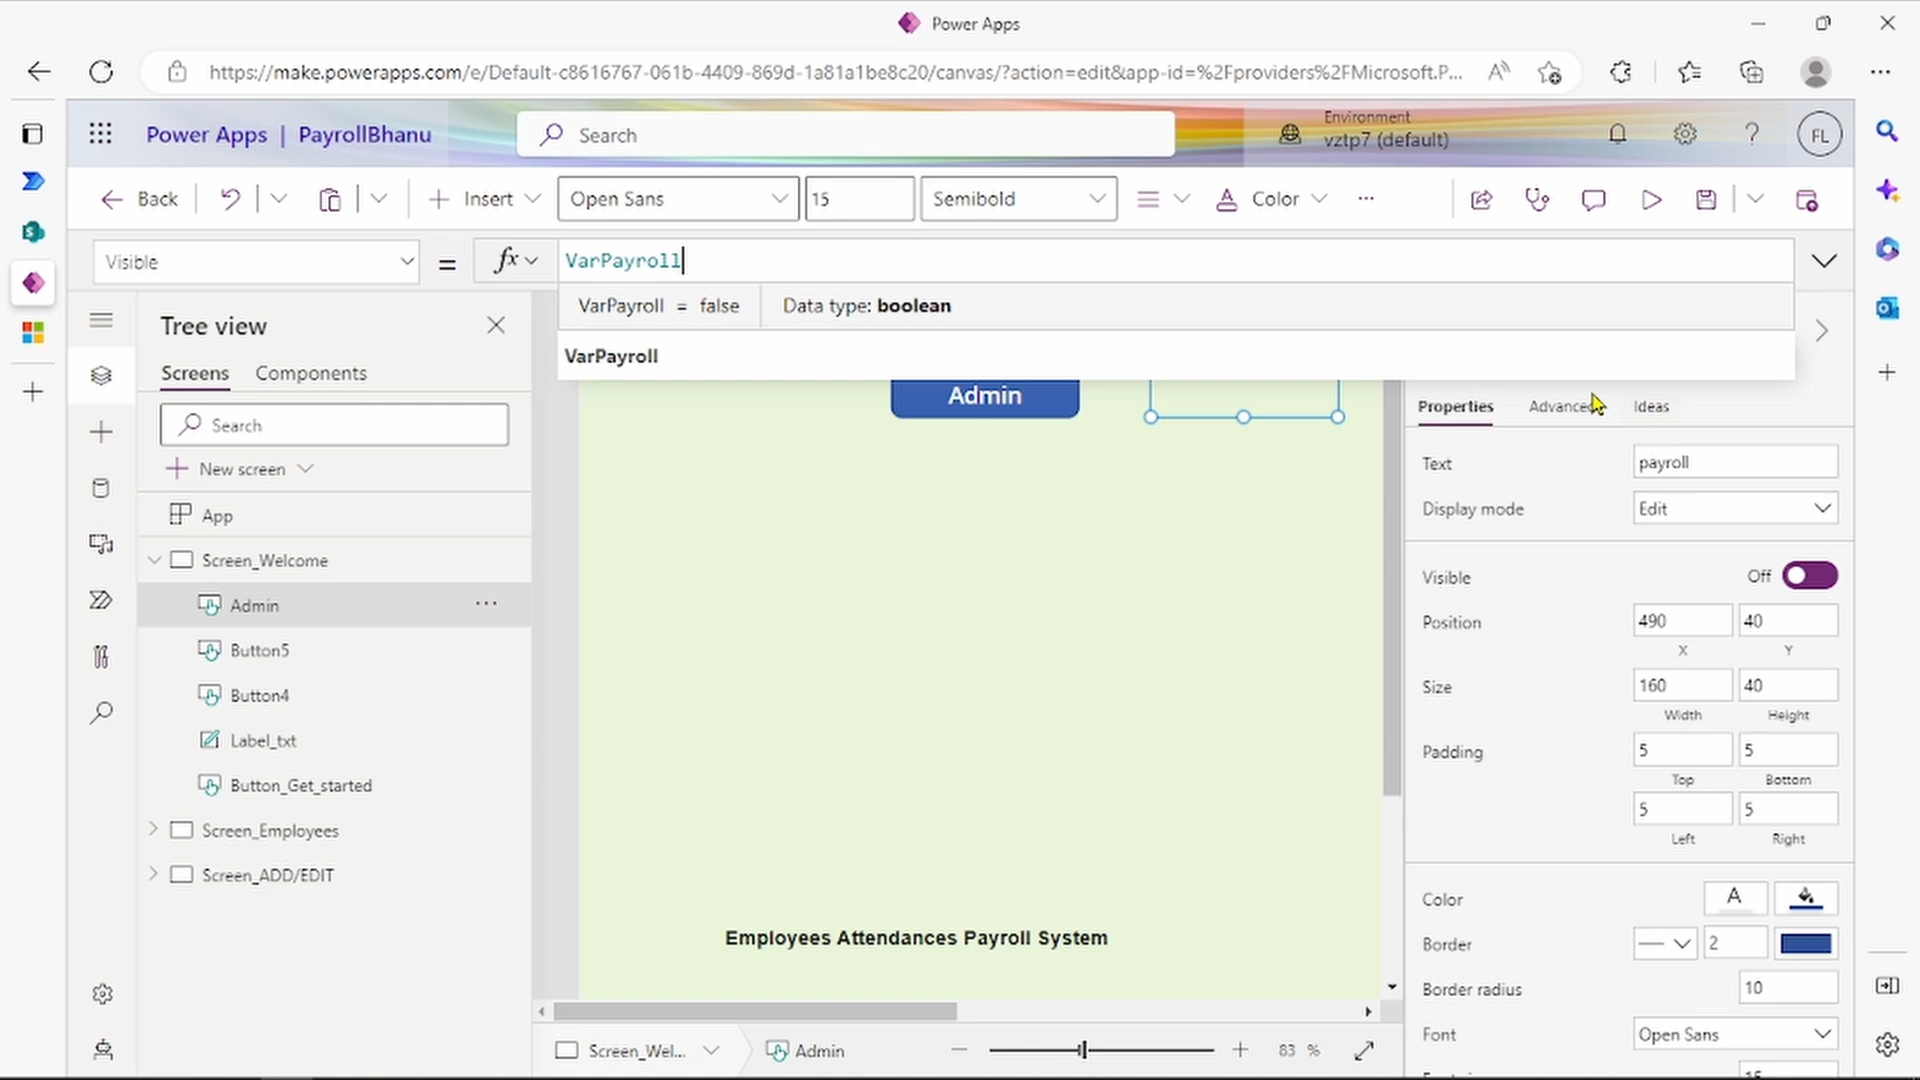 Power Apps
https://make.powerapps.com/e/Default-c8616767-061b-4409-869d-1a81a1be8c20/canvas/?action=edit&app-id=%2Fproviders%2FMicrosoft.P...
Power Apps | PayrollBhanu
Search
Environment
vztp7 (default)
FL
Back
Insert
Open Sans
15
Semibold
Color
Visible
=
fx
VarPayroll
VarPayroll = false
Data type: boolean
VarPayroll
Tree view
Screens
Components
Search
New screen
App
Screen_Welcome
Admin
Button5
Button4
Label_txt
Button_Get_started
Screen_Employees
Screen_ADD/EDIT
Admin
Employees Attendances Payroll System
Screen_Wel...
Admin
83 %
Properties
Advanced
Ideas
Text
payroll
Display mode
Edit
Visible
Off
Position
490
40
X
Y
Size
160
40
Width
Height
Padding
5
5
Top
Bottom
5
5
Left
Right
Color
A
Border
2
Border radius
10
Font
Open Sans